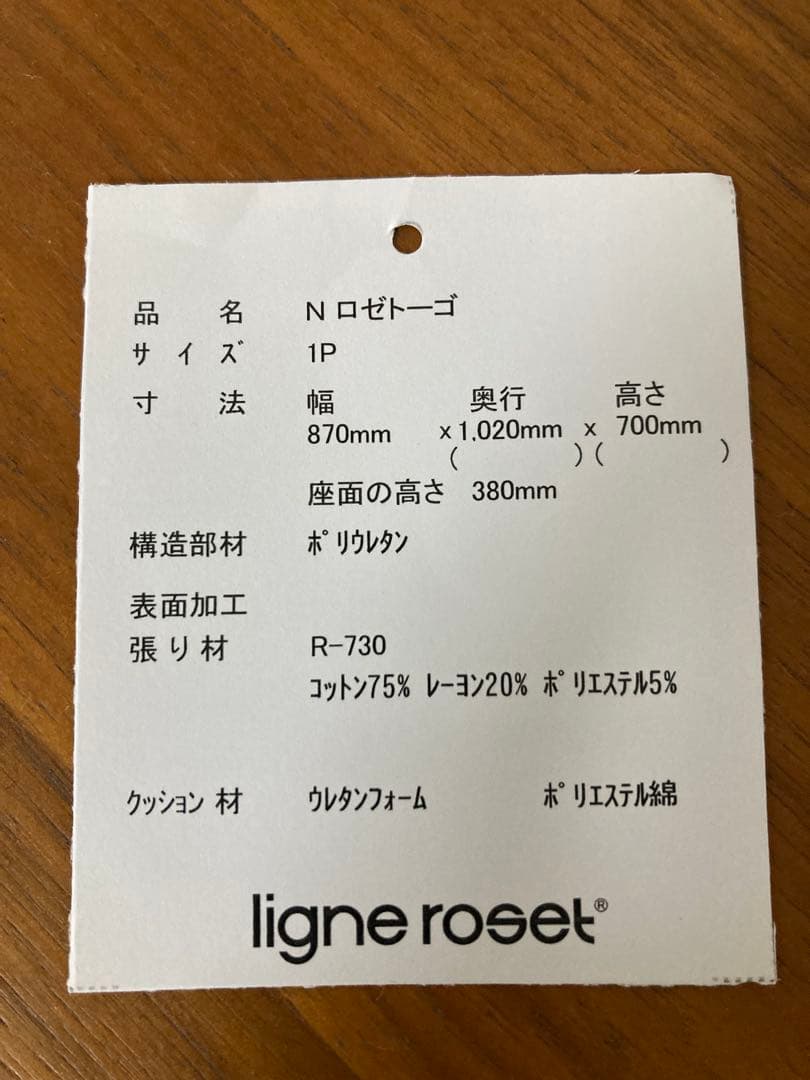 品 名 N ロゼトーゴ
サイズ 1P
寸 法 幅 奥行 高さ
870mm x 1,020mm x 700mm
( ) ( )
座面の高さ 380mm
構造部材 ﾎﾟﾘｳﾚﾀﾝ
表面加工
張り材 R-730
ｺｯﾄﾝ75% ﾚｰﾖﾝ20% ﾎﾟﾘｴｽﾃﾙ5%
ｸｯｼｮﾝ材 ｳﾚﾀﾝﾌｫｰﾑ ﾎﾟﾘｴｽﾃﾙ綿
ligne roset®